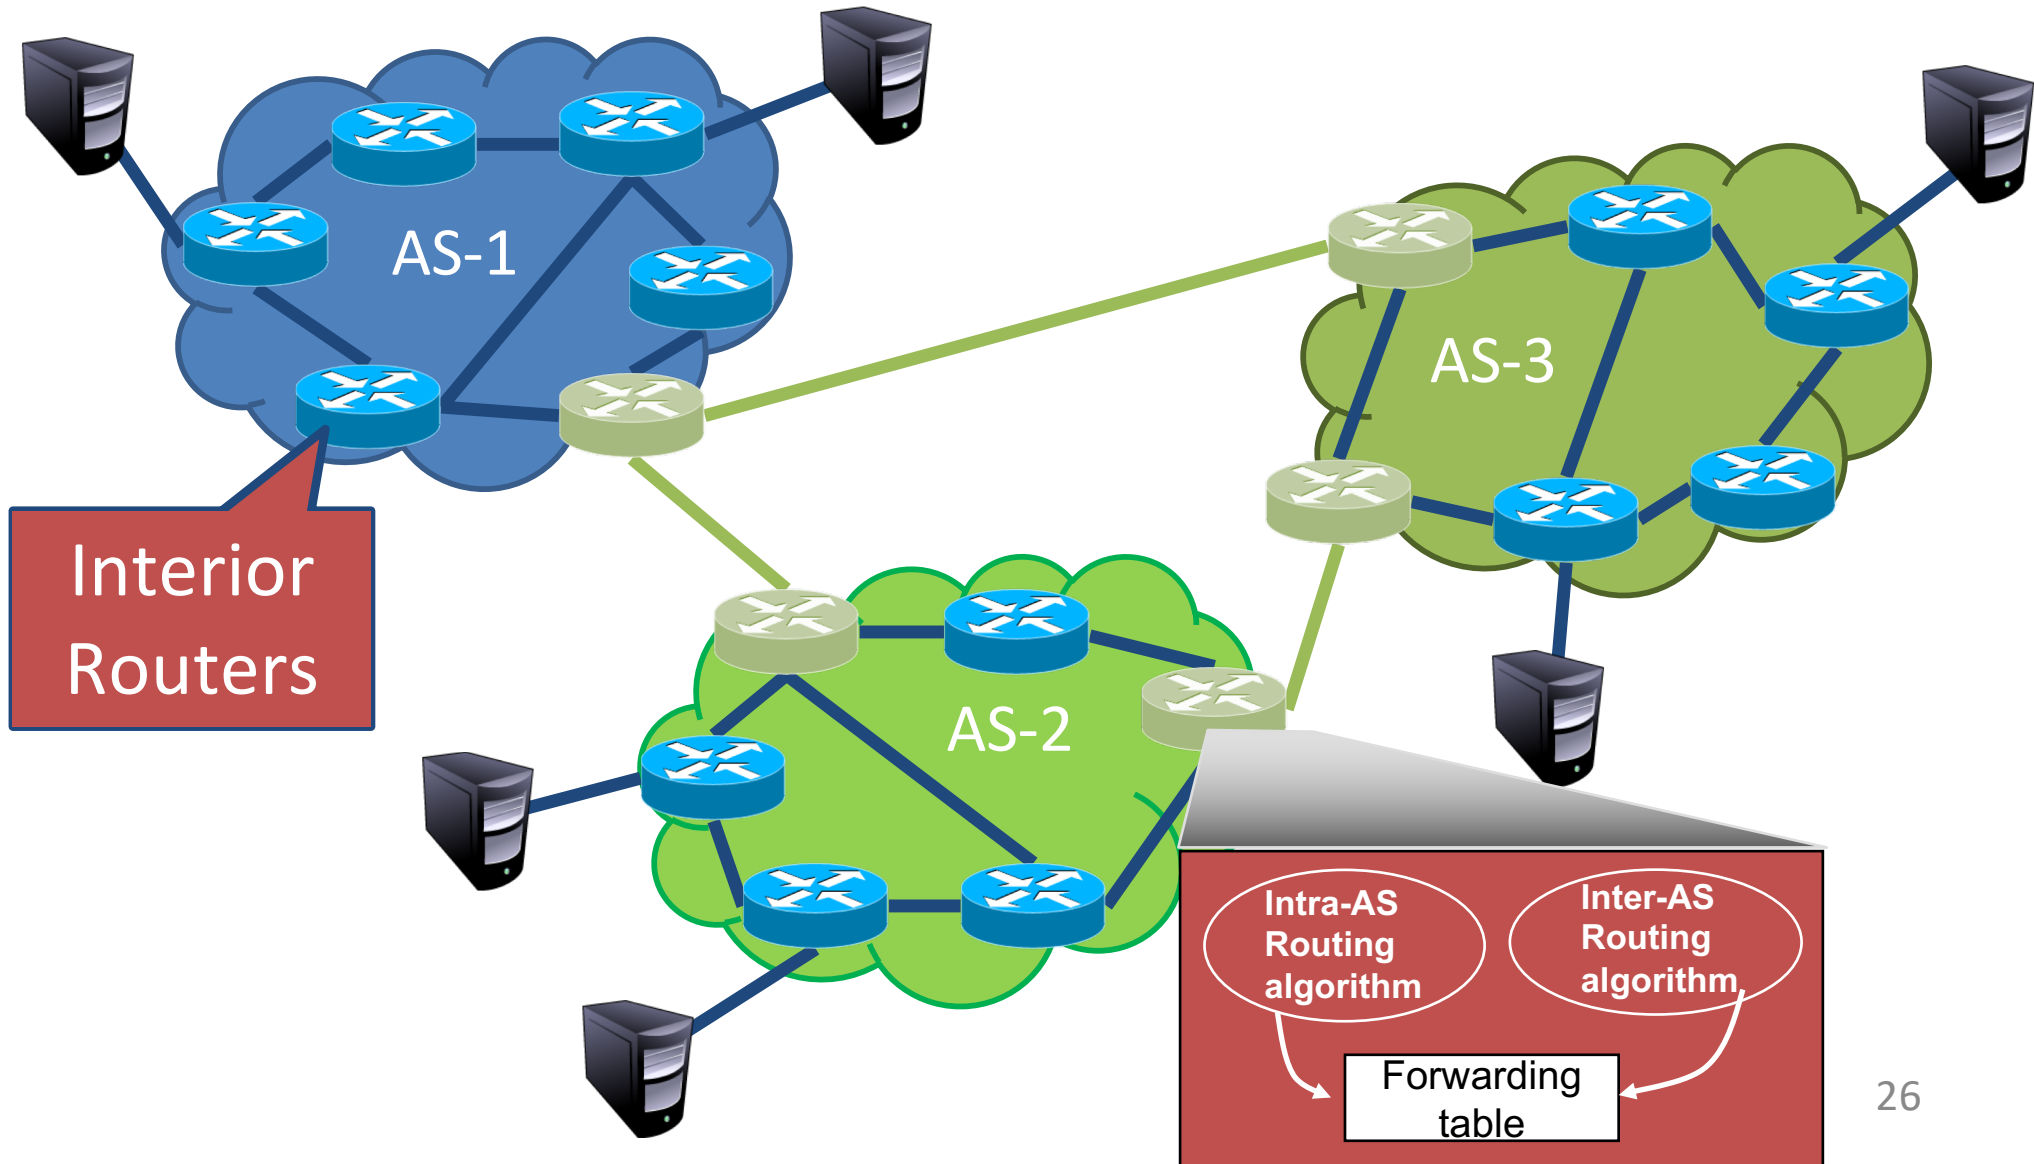 AS-1
AS-3
Interior
Routers
AS-2
Intra-AS
Routing
algorithm
Inter-AS
Routing
algorithm
Forwarding
table
26